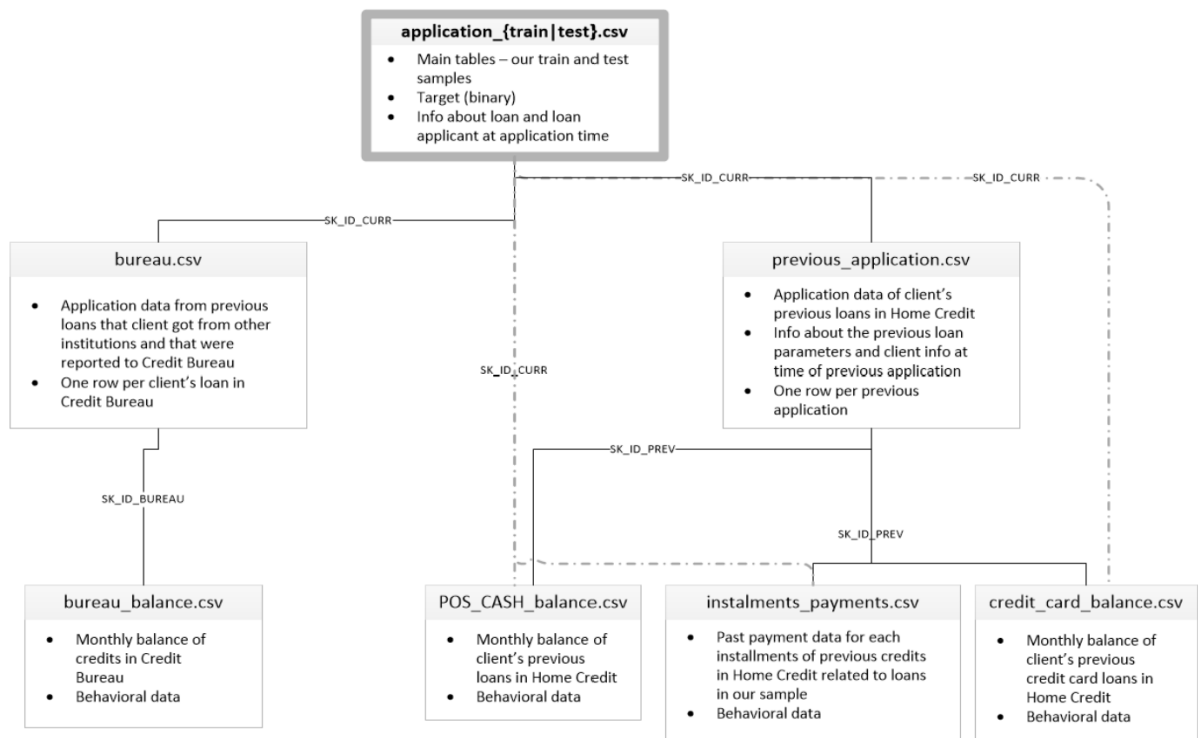 application_{train|test}.csv
• Main tables – our train and test
samples
• Target (binary)
• Info about loan and loan
applicant at application time
SK_ID_CURR
SK_ID_CURR
SK_ID_CURR
bureau.csv
• Application data from previous
loans that client got from other
institutions and that were
reported to Credit Bureau
• One row per client's loan in
Credit Bureau
SK_ID_CURR
previous_application.csv
• Application data of client's
previous loans in Home Credit
• Info about the previous loan
parameters and client info at
time of previous application
• One row per previous
application
SK_ID_PREV
SK_ID_BUREAU
SK_ID_PREV
bureau_balance.csv
• Monthly balance of
credits in Credit
Bureau
• Behavioral data
POS_CASH_balance.csv
• Monthly balance of
client's previous
loans in Home Credit
• Behavioral data
instalments_payments.csv
• Past payment data for each
installments of previous credits
in Home Credit related to loans
in our sample
• Behavioral data
credit_card_balance.csv
• Monthly balance of
client's previous
credit card loans in
Home Credit
• Behavioral data